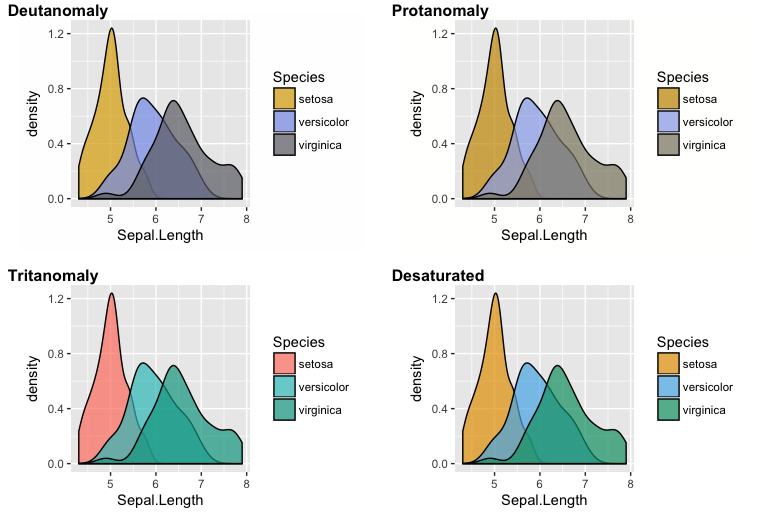 Deutanomaly
1.2
0.8
0.4
0.0
density
5 6 7 8
Sepal.Length
Species
setosa
versicolor
virginica
Protanomaly
1.2
0.8
0.4
0.0
density
5 6 7 8
Sepal.Length
Species
setosa
versicolor
virginica
Tritanomaly
1.2
0.8
0.4
0.0
density
5 6 7 8
Sepal.Length
Species
setosa
versicolor
virginica
Desaturated
1.2
0.8
0.4
0.0
density
5 6 7 8
Sepal.Length
Species
setosa
versicolor
virginica